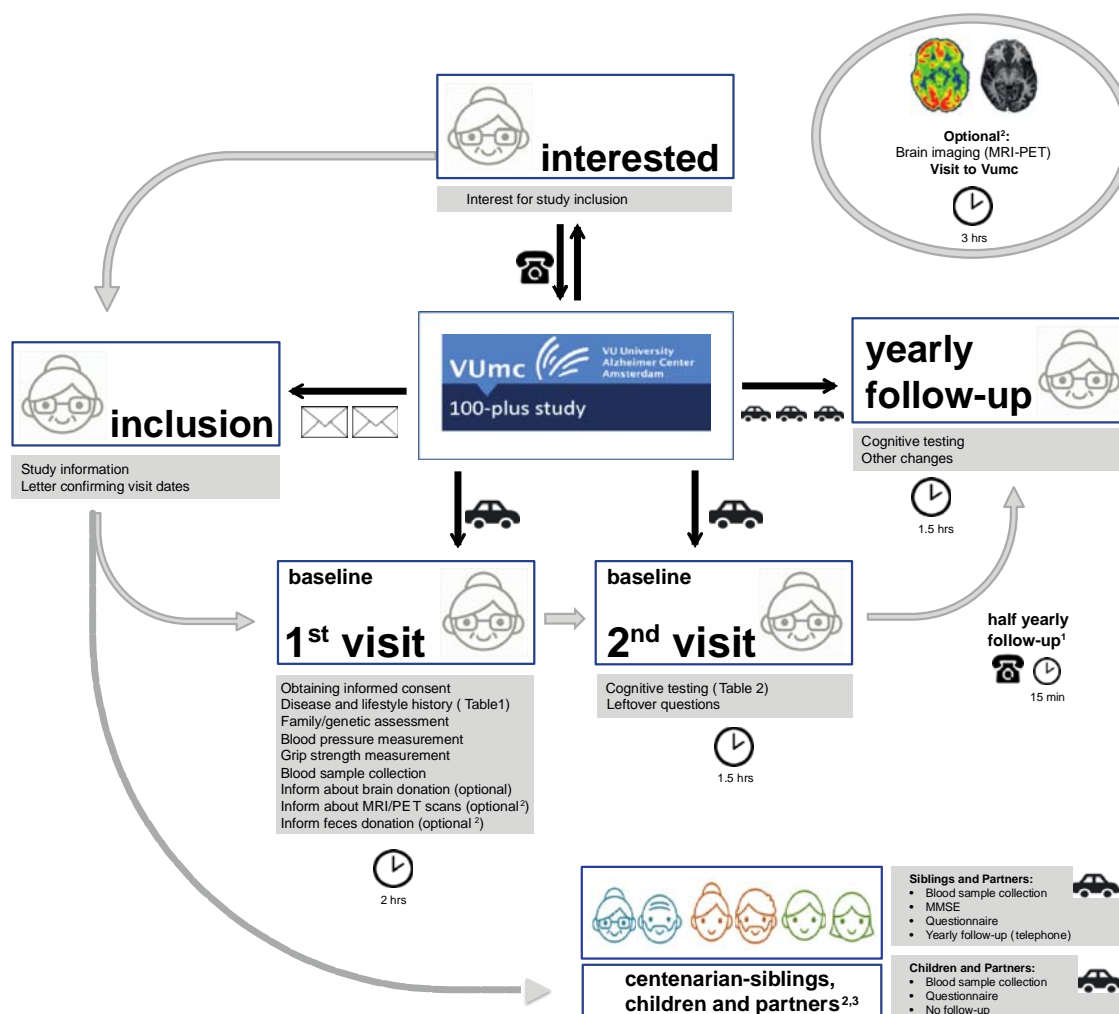 Optional²:
Brain imaging (MRI-PET)
Visit to Vumc
3 hrs
interested
Interest for study inclusion
VUmc
VU University
Alzheimer Center
Amsterdam
100-plus study
inclusion
Study information
Letter confirming visit dates
yearly
follow-up
Cognitive testing
Other changes
1.5 hrs
baseline
1st visit
Obtaining informed consent
Disease and lifestyle history ( Table1)
Family/genetic assessment
Blood pressure measurement
Grip strength measurement
Blood sample collection
Inform about brain donation (optional)
Inform about MRI/PET scans (optional²)
Inform feces donation (optional ²)
2 hrs
baseline
2nd visit
Cognitive testing (Table 2)
Leftover questions
1.5 hrs
half yearly
follow-up¹
15 min
centenarian-siblings,
children and partners²,³
Siblings and Partners:
• Blood sample collection
• MMSE
• Questionnaire
• Yearly follow-up (telephone)
Children and Partners:
• Blood sample collection
• Questionnaire
• No follow-up